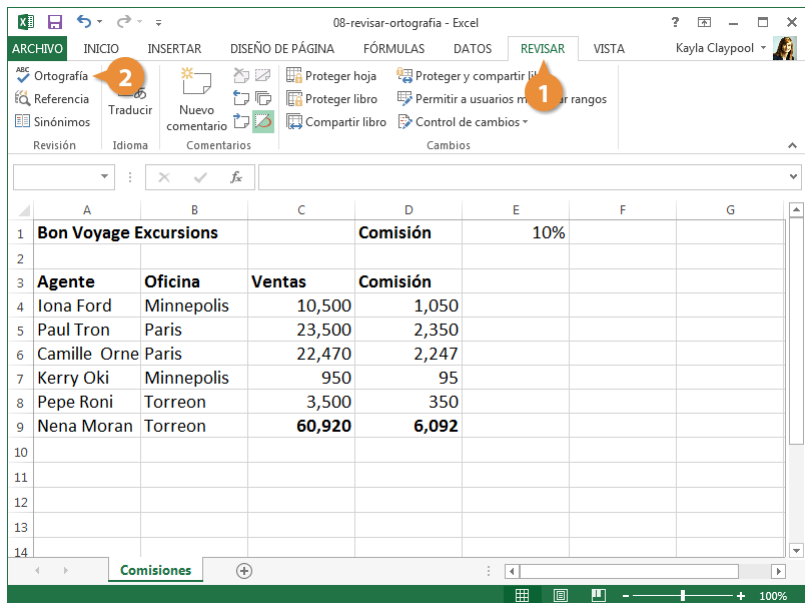 08-revisar-ortografia - Excel
ARCHIVO INICIO INSERTAR DISEÑO DE PÁGINA FÓRMULAS DATOS REVISAR VISTA Kayla Claypool
ABC Ortografía 2
Referencia
Sinónimos
Revisión
Traducir
Idioma
Nuevo comentario
Comentarios
Proteger hoja Proteger y compartir 1
Proteger libro Permitir a usuarios rangos
Compartir libro Control de cambios
Cambios
fx
A B C D E F G
1 Bon Voyage Excursions Comisión 10%
2
3 Agente Oficina Ventas Comisión
4 Iona Ford Minnepolis 10,500 1,050
5 Paul Tron Paris 23,500 2,350
6 Camille Orne Paris 22,470 2,247
7 Kerry Oki Minnepolis 950 95
8 Pepe Roni Torreon 3,500 350
9 Nena Moran Torreon 60,920 6,092
10
11
12
13
14
Comisiones
100%